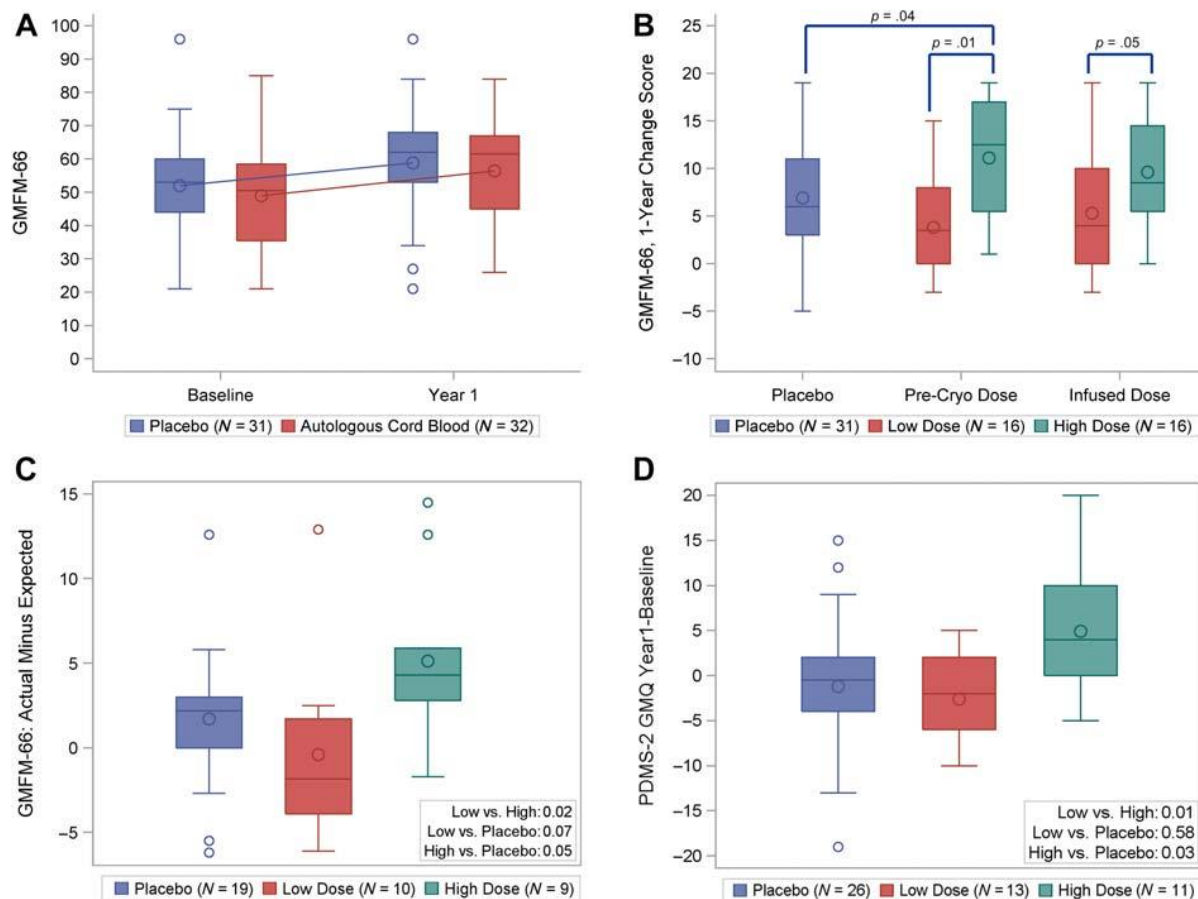 A
GMFM-66
100
90
80
70
60
50
40
30
20
10
0
Baseline
Year 1
Placebo (N = 31)
Autologous Cord Blood (N = 32)
B
GMFM-66, 1-Year Change Score
25
20
15
10
5
0
–5
–10
p = .04
p = .01
p = .05
Placebo
Pre-Cryo Dose
Infused Dose
Placebo (N = 31)
Low Dose (N = 16)
High Dose (N = 16)
C
GMFM-66: Actual Minus Expected
15
10
5
0
–5
Low vs. High: 0.02
Low vs. Placebo: 0.07
High vs. Placebo: 0.05
Placebo (N = 19)
Low Dose (N = 10)
High Dose (N = 9)
D
PDMS-2 GMQ Year1-Baseline
20
15
10
5
0
–5
–10
–15
–20
Low vs. High: 0.01
Low vs. Placebo: 0.58
High vs. Placebo: 0.03
Placebo (N = 26)
Low Dose (N = 13)
High Dose (N = 11)